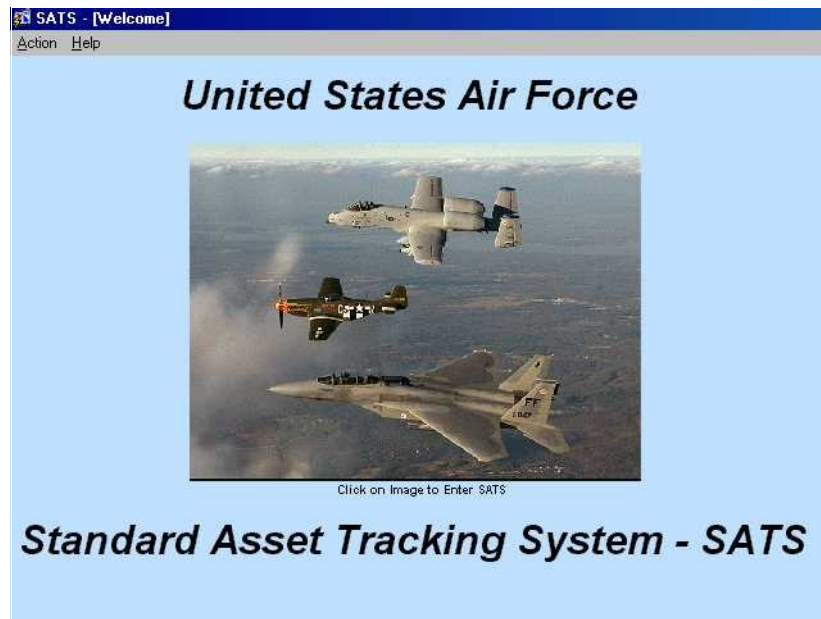 SATS - [Welcome]
Action Help
United States Air Force
FF
Click on Image to Enter SATS
Standard Asset Tracking System - SATS